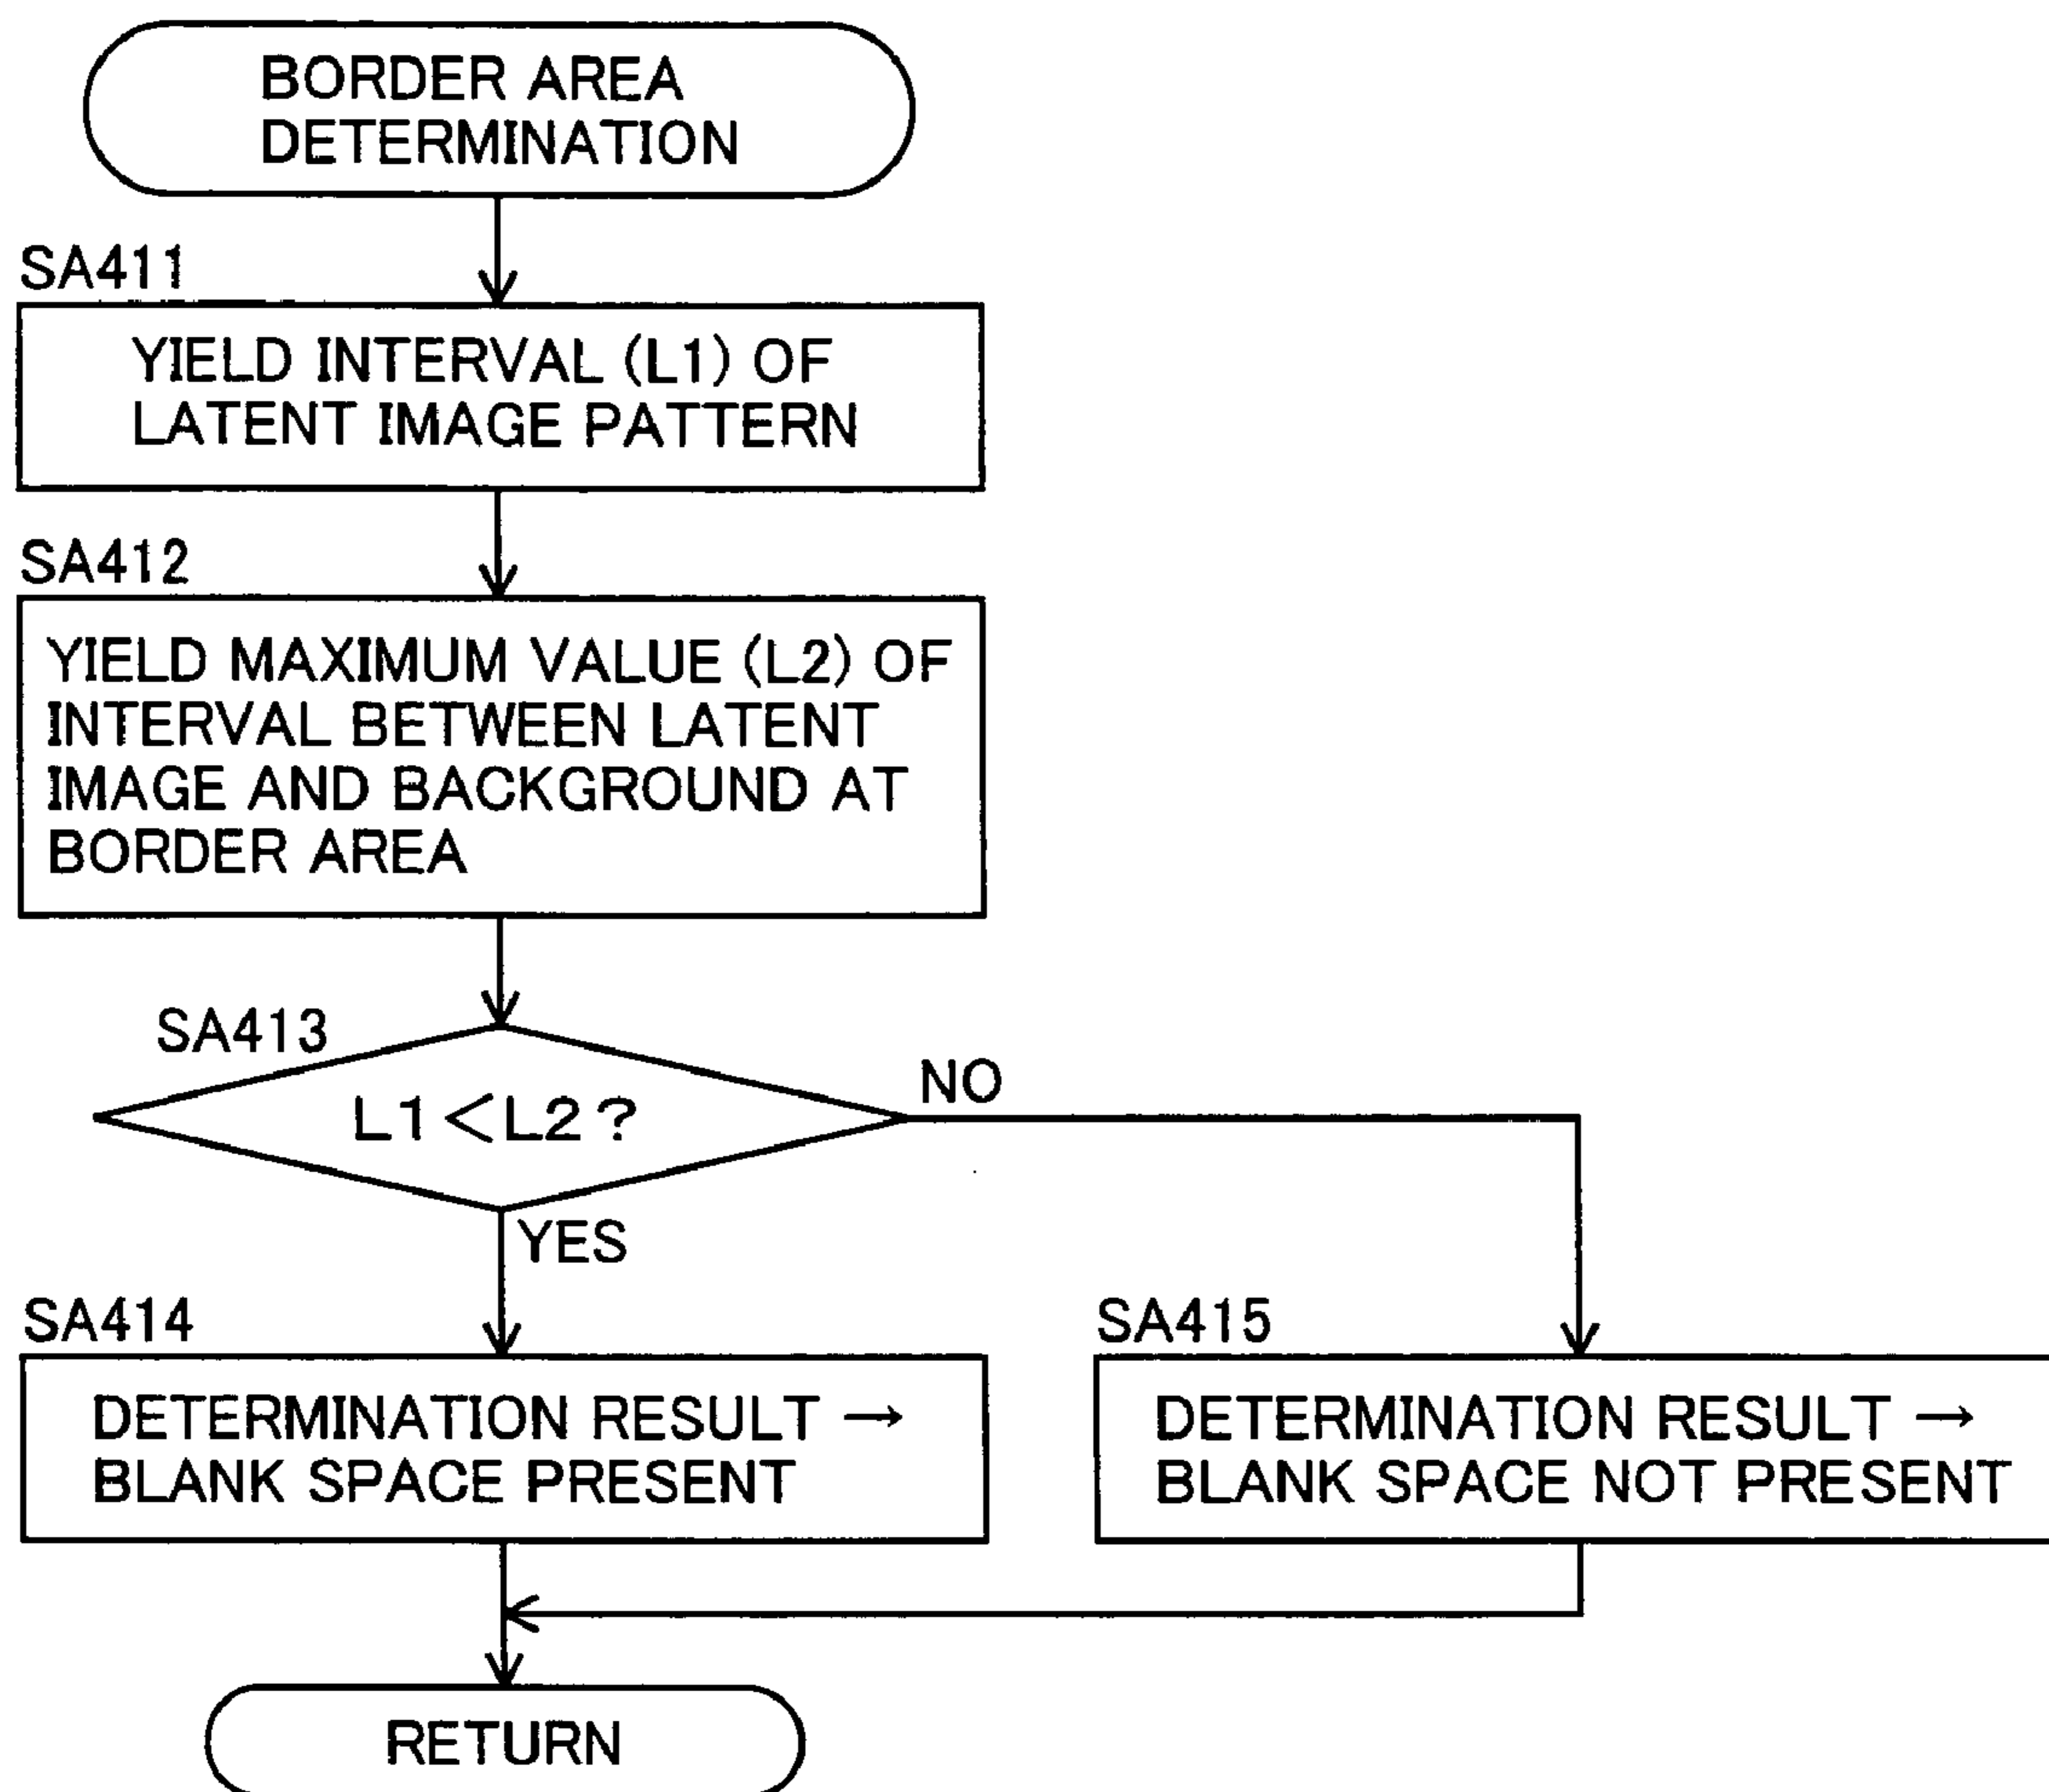 BORDER AREA
DETERMINATION
SA411
YIELD INTERVAL (L1) OF
LATENT IMAGE PATTERN
SA412
YIELD MAXIMUM VALUE (L2) OF
INTERVAL BETWEEN LATENT
IMAGE AND BACKGROUND AT
BORDER AREA
SA413
L1<L2?
NO
YES
SA414
DETERMINATION RESULT →
BLANK SPACE PRESENT
SA415
DETERMINATION RESULT →
BLANK SPACE NOT PRESENT
RETURN